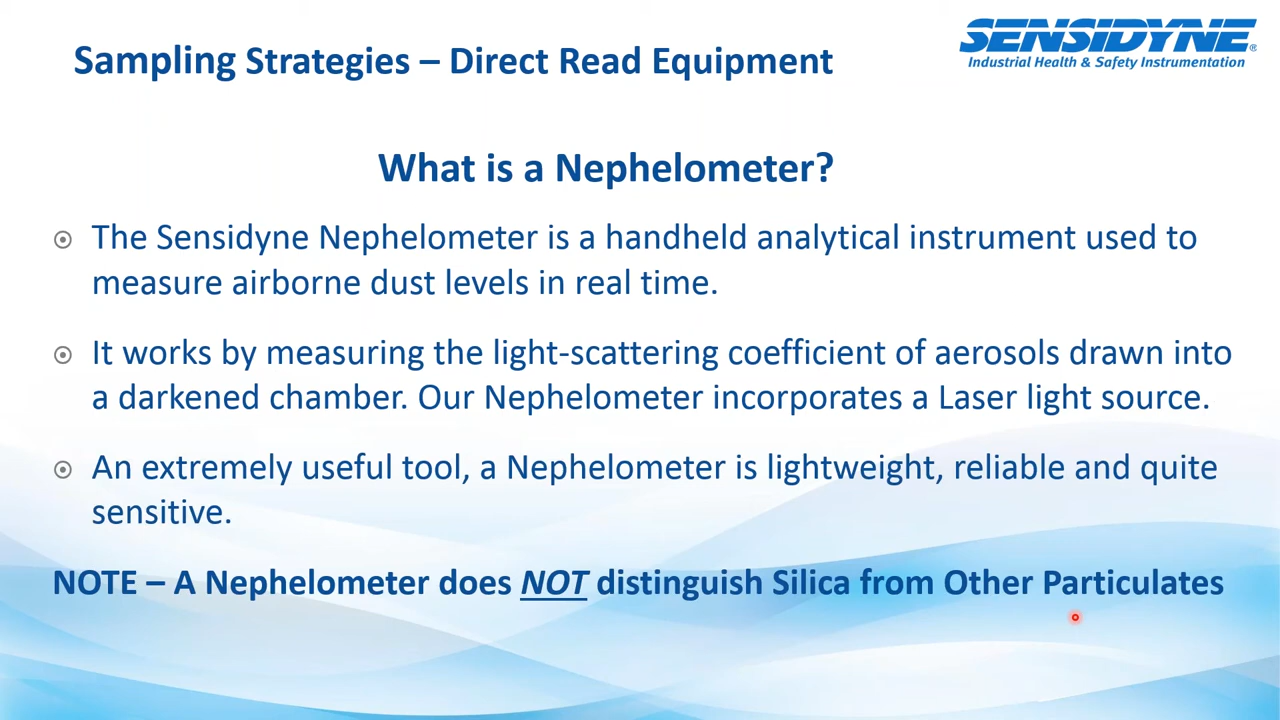 Sampling Strategies – Direct Read Equipment
SENSIDYNE®
Industrial Health & Safety Instrumentation
What is a Nephelometer?
The Sensidyne Nephelometer is a handheld analytical instrument used to
measure airborne dust levels in real time.
It works by measuring the light-scattering coefficient of aerosols drawn into
a darkened chamber. Our Nephelometer incorporates a Laser light source.
An extremely useful tool, a Nephelometer is lightweight, reliable and quite
sensitive.
NOTE – A Nephelometer does NOT distinguish Silica from Other Particulates